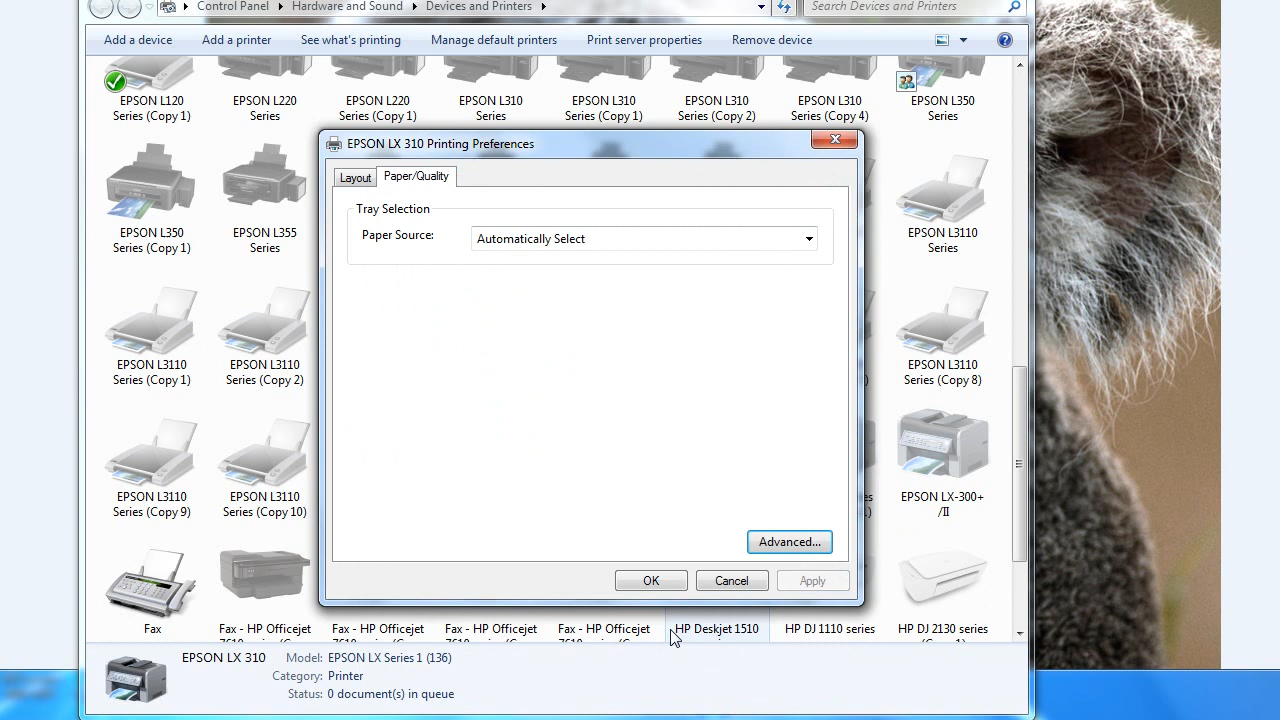 Control Panel
Hardware and Sound
Devices and Printers
Search Devices and Printers
Add a device
Add a printer
See what's printing
Manage default printers
Print server properties
Remove device
EPSON L120
Series (Copy 1)
EPSON L220
Series
EPSON L220
Series (Copy 1)
EPSON L310
Series
EPSON L310
Series (Copy 1)
EPSON L310
Series (Copy 2)
EPSON L310
Series (Copy 4)
EPSON L350
Series
EPSON LX 310 Printing Preferences
Layout
Paper/Quality
Tray Selection
Paper Source:
Automatically Select
Advanced...
OK
Cancel
Apply
EPSON L350
Series (Copy 1)
EPSON L355
Series
EPSON L3110
Series
EPSON L3110
Series (Copy 1)
EPSON L3110
Series (Copy 2)
EPSON L3110
Series (Copy 8)
EPSON L3110
Series (Copy 9)
EPSON L3110
Series (Copy 10)
EPSON LX-300+
/II
Fax
Fax - HP Officejet
Fax - HP Officejet
Fax - HP Officejet
Fax - HP Officejet
HP Deskjet 1510
HP DJ 1110 series
HP DJ 2130 series
EPSON LX 310
Model: EPSON LX Series 1 (136)
Category: Printer
Status: 0 document(s) in queue